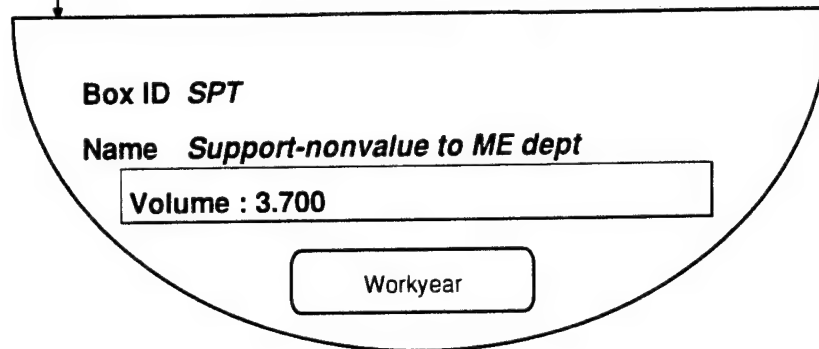 Box ID SPT
Name Support-nonvalue to ME dept
Volume : 3.700
Workyear